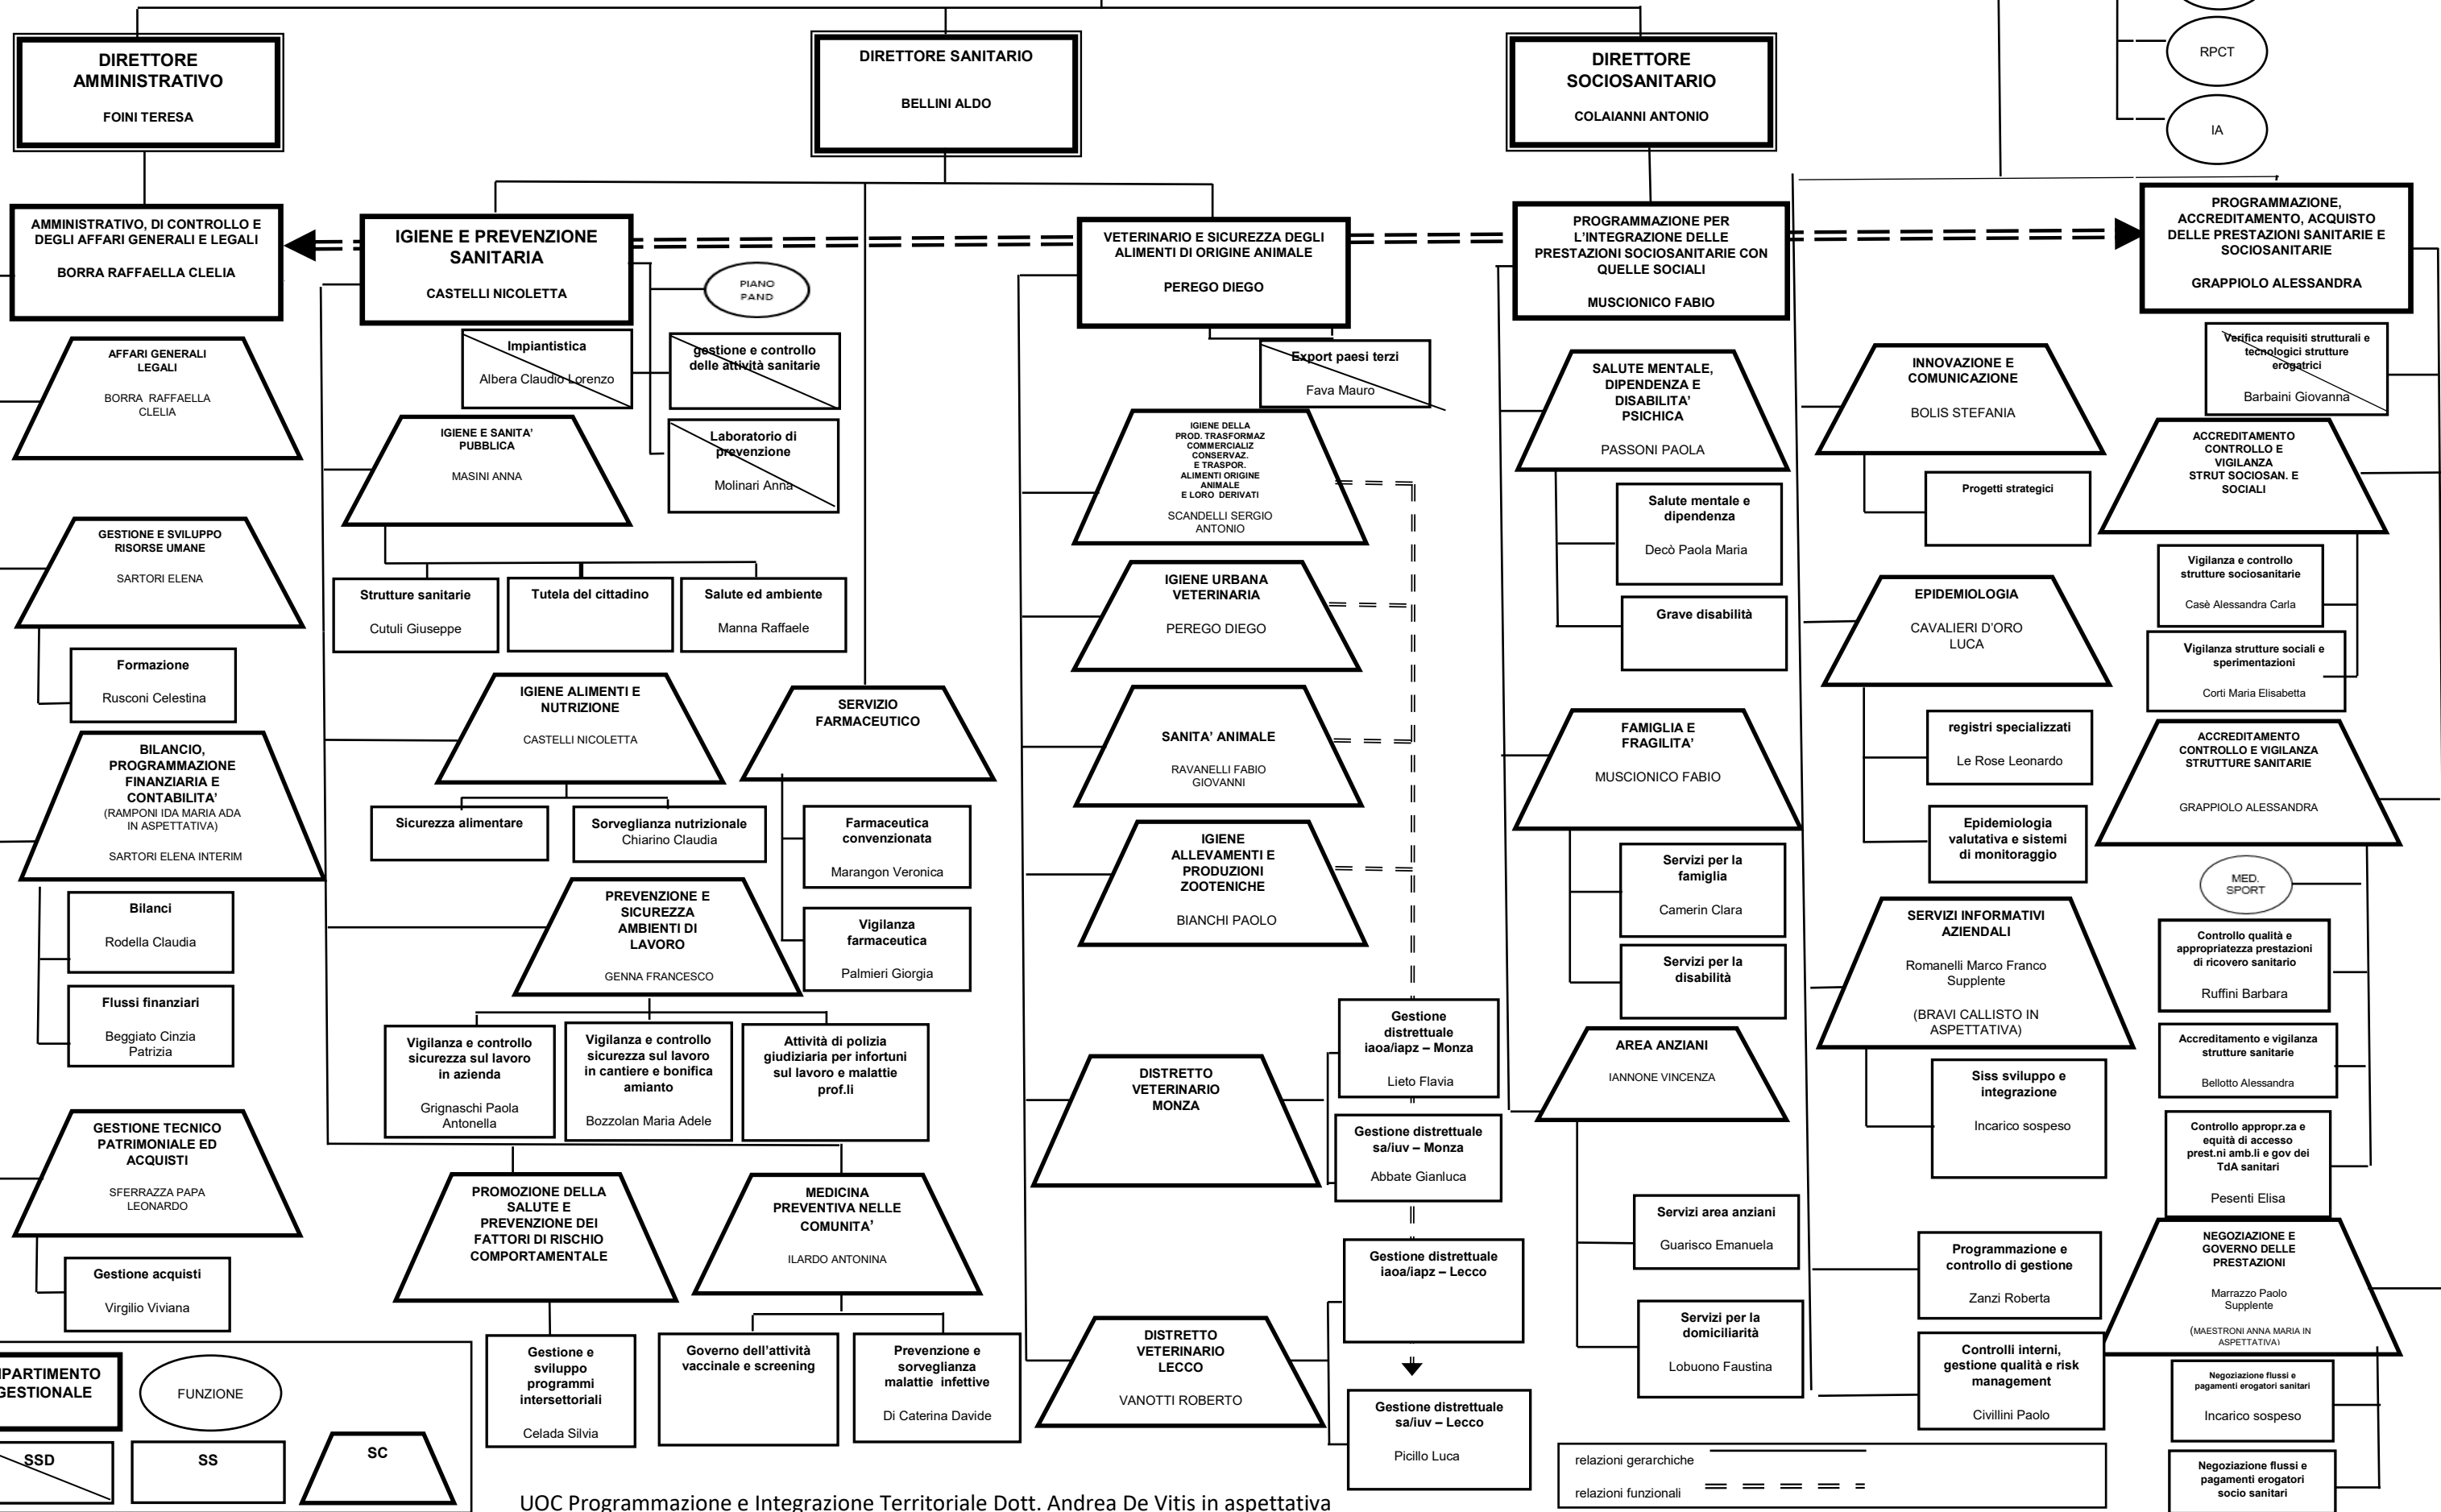 DIRETTORE
AMMINISTRATIVO
FOINI TERESA
DIRETTORE SANITARIO
BELLINI ALDO
DIRETTORE
SOCIOSANITARIO
COLAIANNI ANTONIO
RPCT
IA
AMMINISTRATIVO, DI CONTROLLO E
DEGLI AFFARI GENERALI E LEGALI
BORRA RAFFAELLA CLELIA
IGIENE E PREVENZIONE
SANITARIA
CASTELLI NICOLETTA
VETERINARIO E SICUREZZA DEGLI
ALIMENTI DI ORIGINE ANIMALE
PEREGO DIEGO
PROGRAMMAZIONE PER
L'INTEGRAZIONE DELLE
PRESTAZIONI SOCIOSANITARIE CON
QUELLE SOCIALI
MUSCIONICO FABIO
PROGRAMMAZIONE,
ACCREDITAMENTO, ACQUISTO
DELLE PRESTAZIONI SANITARIE E
SOCIOSANITARIE
GRAPPIOLO ALESSANDRA
AFFARI GENERALI
LEGALI
BORRA RAFFAELLA
CLELIA
GESTIONE E SVILUPPO
RISORSE UMANE
SARTORI ELENA
Formazione
Rusconi Celestina
BILANCIO,
PROGRAMMAZIONE
FINANZIARIA E
CONTABILITA'
(RAMPONI IDA MARIA ADA
IN ASPETTATIVA)
SARTORI ELENA INTERIM
Bilanci
Rodella Claudia
Flussi finanziari
Beggiato Cinzia
Patrizia
GESTIONE TECNICO
PATRIMONIALE ED
ACQUISTI
SFERRAZZA PAPA
LEONARDO
Gestione acquisti
Virgilio Viviana
PIANO
PAND
Impiantistica
Albera Claudio Lorenzo
gestione e controllo
delle attività sanitarie
Laboratorio di
prevenzione
Molinari Anna
IGIENE E SANITA'
PUBBLICA
MASINI ANNA
Strutture sanitarie
Cutuli Giuseppe
Tutela del cittadino
Salute ed ambiente
Manna Raffaele
IGIENE ALIMENTI E
NUTRIZIONE
CASTELLI NICOLETTA
Sicurezza alimentare
Sorveglianza nutrizionale
Chiarino Claudia
SERVIZIO
FARMACEUTICO
Farmaceutica
convenzionata
Marangon Veronica
Vigilanza
farmaceutica
Palmieri Giorgia
PREVENZIONE E
SICUREZZA
AMBIENTI DI
LAVORO
GENNA FRANCESCO
Vigilanza e controllo
sicurezza sul lavoro
in azienda
Grignaschi Paola
Antonella
Vigilanza e controllo
sicurezza sul lavoro
in cantiere e bonifica
amianto
Bozzolan Maria Adele
Attività di polizia
giudiziaria per infortuni
sul lavoro e malattie
prof.li
PROMOZIONE DELLA
SALUTE E
PREVENZIONE DEI
FATTORI DI RISCHIO
COMPORTAMENTALE
Gestione e
sviluppo
programmi
intersettoriali
Celada Silvia
MEDICINA
PREVENTIVA NELLE
COMUNITA'
ILARDO ANTONINA
Governo dell'attività
vaccinale e screening
Prevenzione e
sorveglianza
malattie infettive
Di Caterina Davide
Export paesi terzi
Fava Mauro
IGIENE DELLA
PROD. TRASFORMAZ
COMMERCIALIZ
CONSERVAZ.
E TRASPOR.
ALIMENTI ORIGINE
ANIMALE
E LORO DERIVATI
SCANDELLI SERGIO
ANTONIO
IGIENE URBANA
VETERINARIA
PEREGO DIEGO
SANITA' ANIMALE
RAVANELLI FABIO
GIOVANNI
IGIENE
ALLEVAMENTI E
PRODUZIONI
ZOOTENICHE
BIANCHI PAOLO
DISTRETTO
VETERINARIO
MONZA
Gestione
distrettuale
iaoa/iapz – Monza
Lieto Flavia
Gestione distrettuale
sa/iuv – Monza
Abbate Gianluca
DISTRETTO
VETERINARIO
LECCO
VANOTTI ROBERTO
Gestione distrettuale
iaoa/iapz – Lecco
Gestione distrettuale
sa/iuv – Lecco
Picillo Luca
SALUTE MENTALE,
DIPENDENZA E
DISABILITA'
PSICHICA
PASSONI PAOLA
Salute mentale e
dipendenza
Decò Paola Maria
Grave disabilità
FAMIGLIA E
FRAGILITA'
MUSCIONICO FABIO
Servizi per la
famiglia
Camerin Clara
Servizi per la
disabilità
AREA ANZIANI
IANNONE VINCENZA
Servizi area anziani
Guarisco Emanuela
Servizi per la
domiciliarità
Lobuono Faustina
INNOVAZIONE E
COMUNICAZIONE
BOLIS STEFANIA
Progetti strategici
EPIDEMIOLOGIA
CAVALIERI D'ORO
LUCA
registri specializzati
Le Rose Leonardo
Epidemiologia
valutativa e sistemi
di monitoraggio
SERVIZI INFORMATIVI
AZIENDALI
Romanelli Marco Franco
Supplente
(BRAVI CALLISTO IN
ASPETTATIVA)
Siss sviluppo e
integrazione
Incarico sospeso
Programmazione e
controllo di gestione
Zanzi Roberta
Controlli interni,
gestione qualità e risk
management
Civillini Paolo
Verifica requisiti strutturali e
tecnologici strutture
erogatrici
Barbaini Giovanna
ACCREDITAMENTO
CONTROLLO E
VIGILANZA
STRUT SOCIOSAN. E
SOCIALI
Vigilanza e controllo
strutture sociosanitarie
Casè Alessandra Carla
Vigilanza strutture sociali e
sperimentazioni
Corti Maria Elisabetta
ACCREDITAMENTO
CONTROLLO E VIGILANZA
STRUTTURE SANITARIE
GRAPPIOLO ALESSANDRA
MED.
SPORT
Controllo qualità e
appropriatezza prestazioni
di ricovero sanitario
Ruffini Barbara
Accreditamento e vigilanza
strutture sanitarie
Bellotto Alessandra
Controllo appropr.za e
equità di accesso
prest.ni amb.li e gov dei
TdA sanitari
Pesenti Elisa
NEGOZIAZIONE E
GOVERNO DELLE
PRESTAZIONI
Marrazzo Paolo
Supplente
(MAESTRONI ANNA MARIA IN
ASPETTATIVA)
Negoziazione flussi e
pagamenti erogatori sanitari
Incarico sospeso
Negoziazione flussi e
pagamenti erogatori
socio sanitari
IPARTIMENTO
GESTIONALE
FUNZIONE
SSD
SS
SC
relazioni gerarchiche
relazioni funzionali
UOC Programmazione e Integrazione Territoriale Dott. Andrea De Vitis in aspettativa